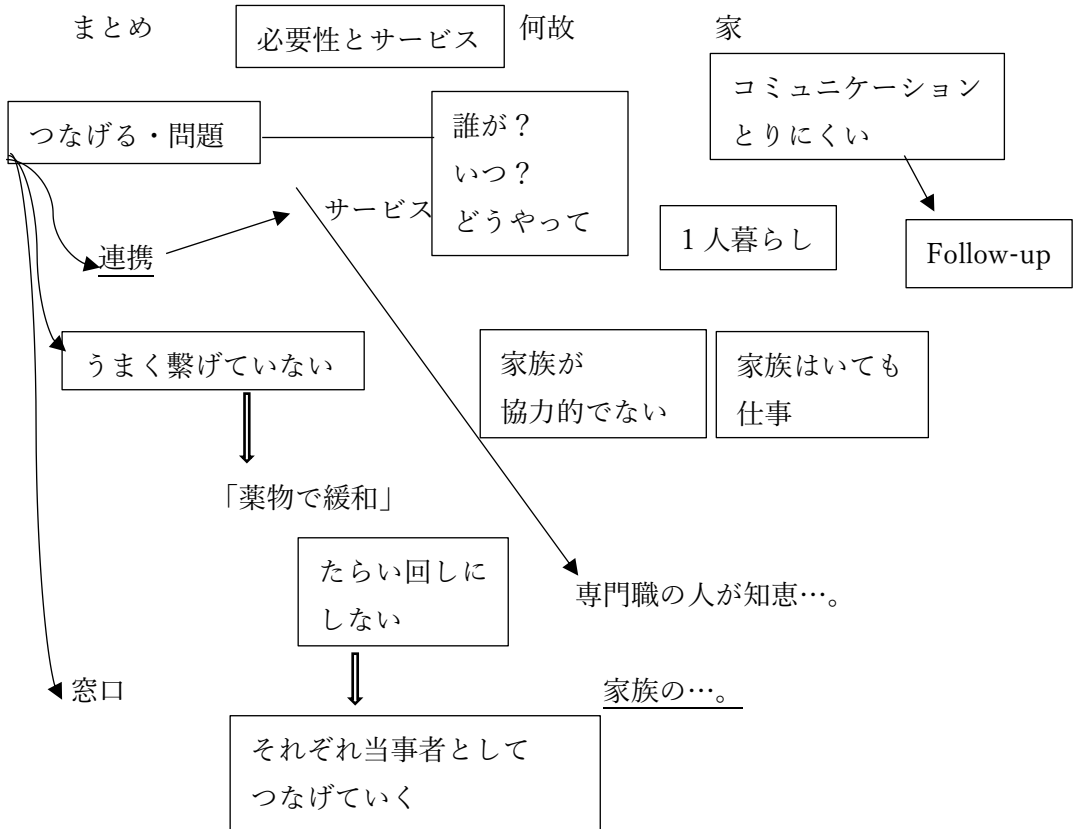 まとめ
必要性とサービス
何故
家
コミュニケーション
とりにくい
つなげる・問題
誰が？
いつ？
どうやって
サービス
連携
1人暮らし
Follow-up
うまく繋げていない
家族が
協力的でない
家族はいても
仕事
「薬物で緩和」
たらい回しに
しない
専門職の人が知恵…。
窓口
家族の…。
それぞれ当事者として
つなげていく